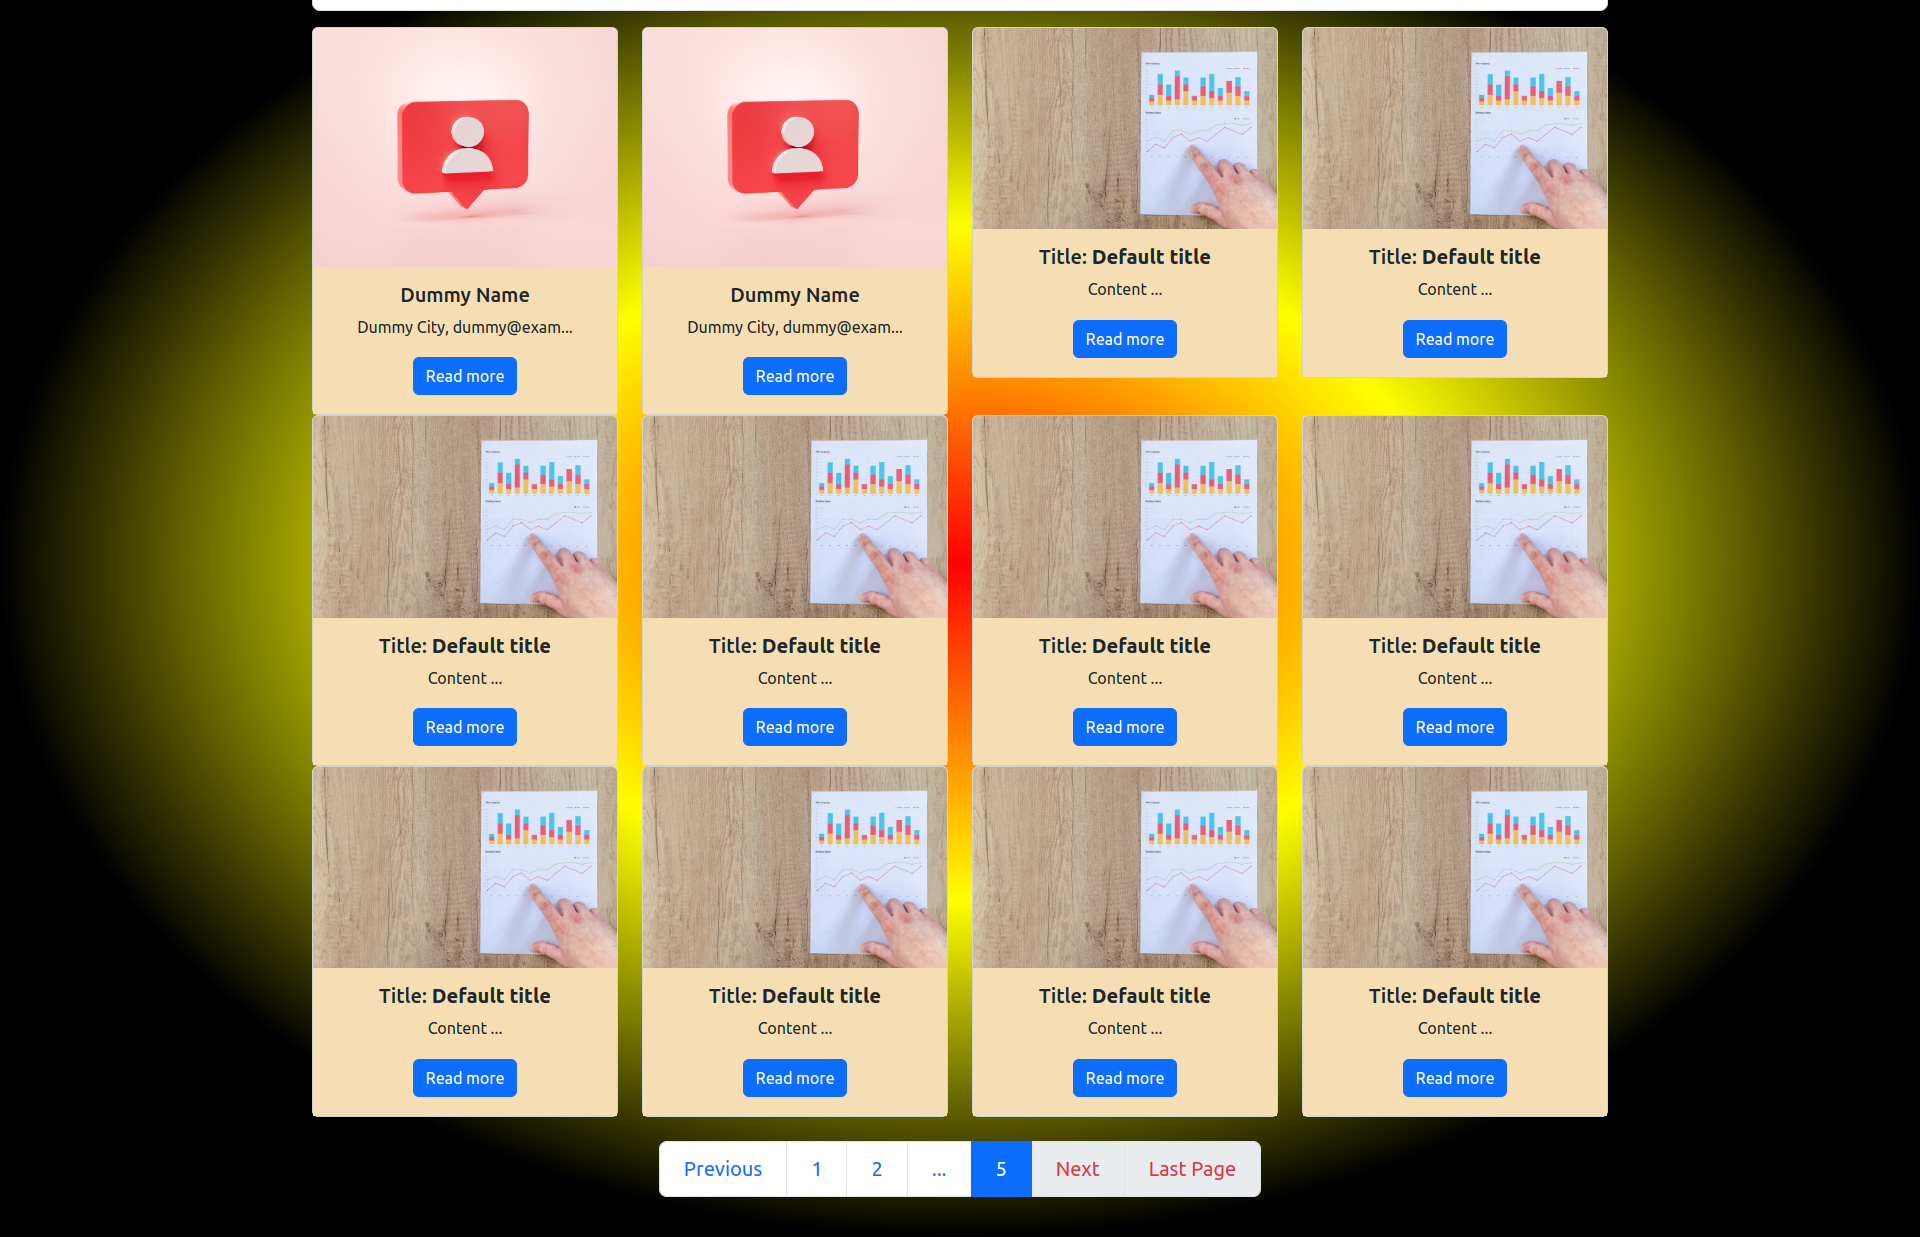 Dummy Name
Dummy City, dummy@exam...
Read more
Dummy Name
Dummy City, dummy@exam...
Read more
Title: Default title
Content ...
Read more
Title: Default title
Content ...
Read more
Title: Default title
Content ...
Read more
Title: Default title
Content ...
Read more
Title: Default title
Content ...
Read more
Title: Default title
Content ...
Read more
Title: Default title
Content ...
Read more
Title: Default title
Content ...
Read more
Title: Default title
Content ...
Read more
Title: Default title
Content ...
Read more
Previous 1 2 ... 5 Next Last Page